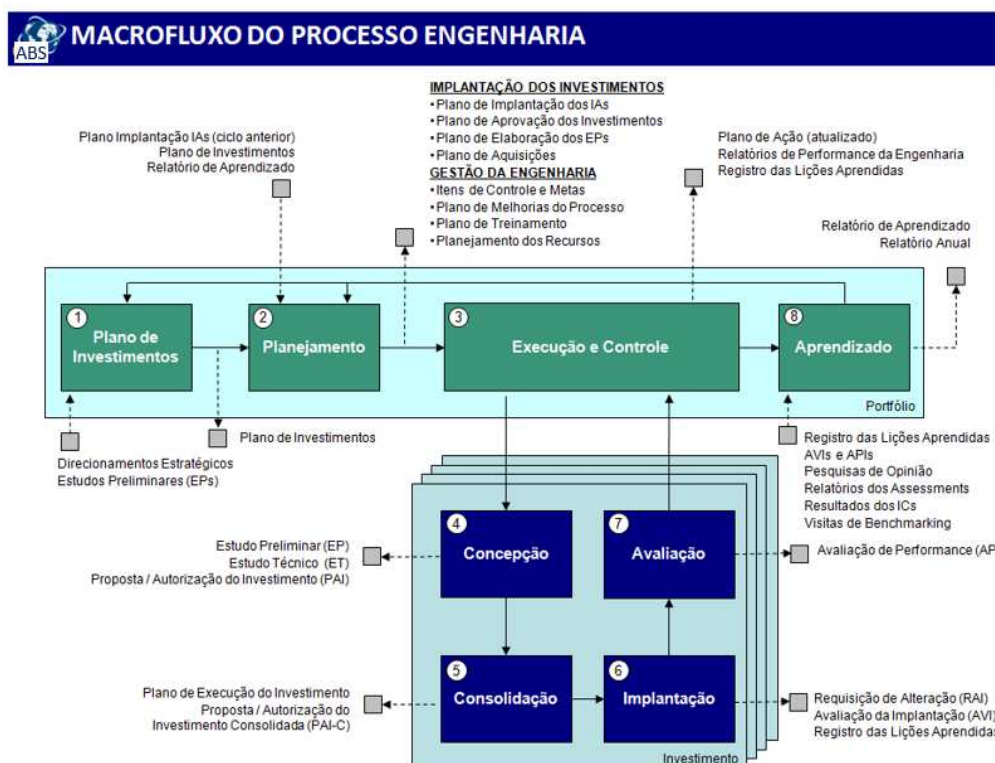 ABS
MACROFLUXO DO PROCESSO ENGENHARIA
Plano Implantação IAs (ciclo anterior)
Plano de Investimentos
Relatório de Aprendizado
IMPLANTAÇÃO DOS INVESTIMENTOS
•Plano de Implantação dos IAs
•Plano de Aprovação dos Investimentos
•Plano de Elaboração dos EPs
•Plano de Aquisições
GESTÃO DA ENGENHARIA
•Itens de Controle e Metas
•Plano de Melhorias do Processo
•Plano de Treinamento
•Planejamento dos Recursos
Plano de Ação (atualizado)
Relatórios de Performance da Engenharia
Registro das Lições Aprendidas
Relatório de Aprendizado
Relatório Anual
1
Plano de
Investimentos
2
Planejamento
3
Execução e Controle
8
Aprendizado
Portfólio
Direcionamentos Estratégicos
Estudos Preliminares (EPs)
Plano de Investimentos
Registro das Lições Aprendidas
AVIs e APIs
Pesquisas de Opinião
Relatórios dos Assessments
Resultados dos ICs
Visitas de Benchmarking
Estudo Preliminar (EP)
Estudo Técnico (ET)
Proposta / Autorização do Investimento (PAI)
4
Concepção
7
Avaliação
Avaliação de Performance (AP
Plano de Execução do Investimento
Proposta / Autorização do
Investimento Consolidada (PAI-C)
5
Consolidação
6
Implantação
Requisição de Alteração (RAI)
Avaliação da Implantação (AVI)
Registro das Lições Aprendidas
Investimento